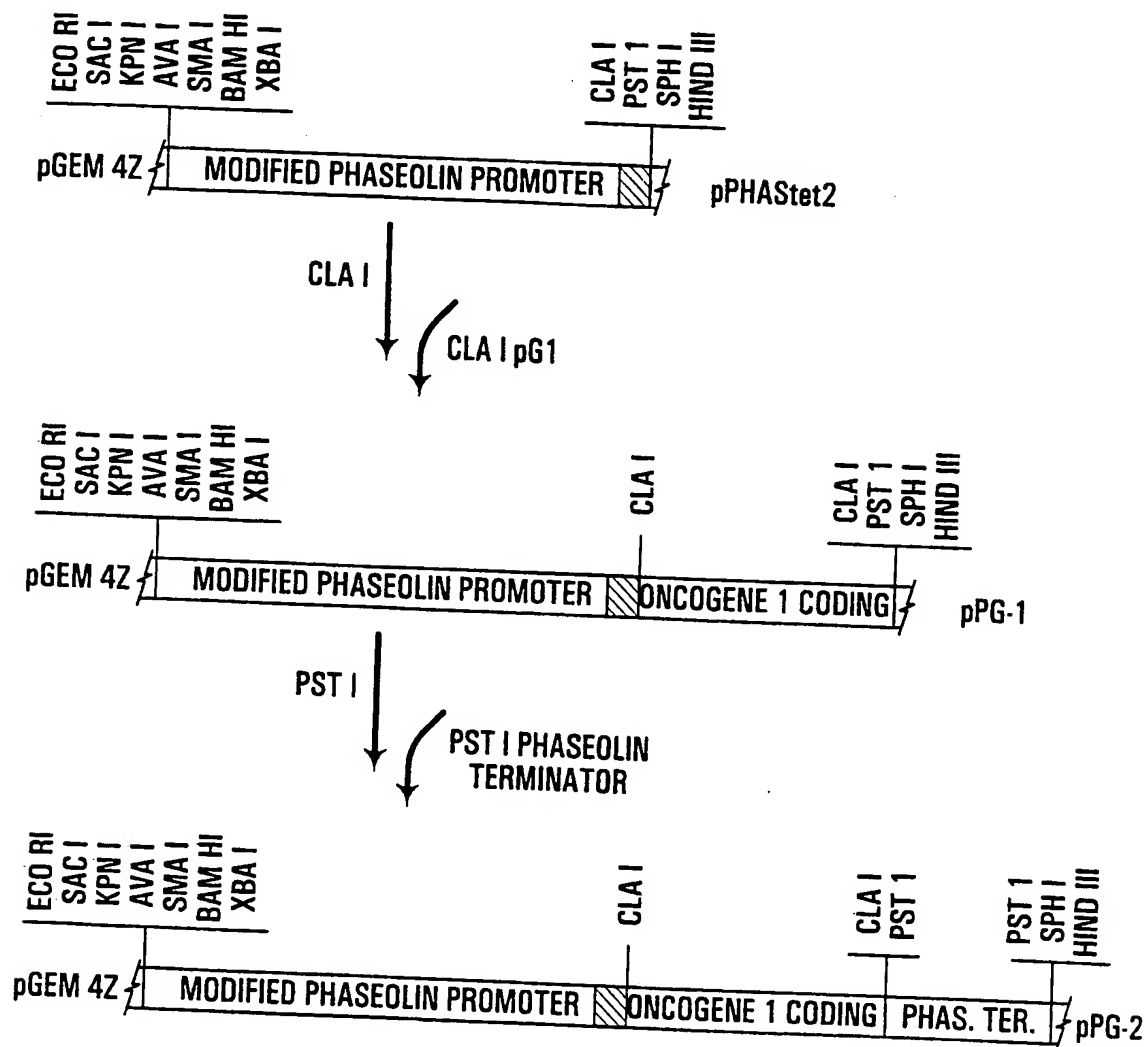 ECO RI
SAC I
KPN I
AVA I
SMA I
BAM HI
XBA I
CLA I
PST 1
SPH I
HIND III
pGEM 4Z
MODIFIED PHASEOLIN PROMOTER
pPHAStet2
CLA I
CLA I pG1
ECO RI
SAC I
KPN I
AVA I
SMA I
BAM HI
XBA I
CLA I
CLA I
PST 1
SPH I
HIND III
pGEM 4Z
MODIFIED PHASEOLIN PROMOTER
ONCOGENE 1 CODING
pPG-1
PST I
PST I PHASEOLIN
TERMINATOR
ECO RI
SAC I
KPN I
AVA I
SMA I
BAM HI
XBA I
CLA I
CLA I
PST 1
PST 1
SPH I
HIND III
pGEM 4Z
MODIFIED PHASEOLIN PROMOTER
ONCOGENE 1 CODING
PHAS. TER.
pPG-2